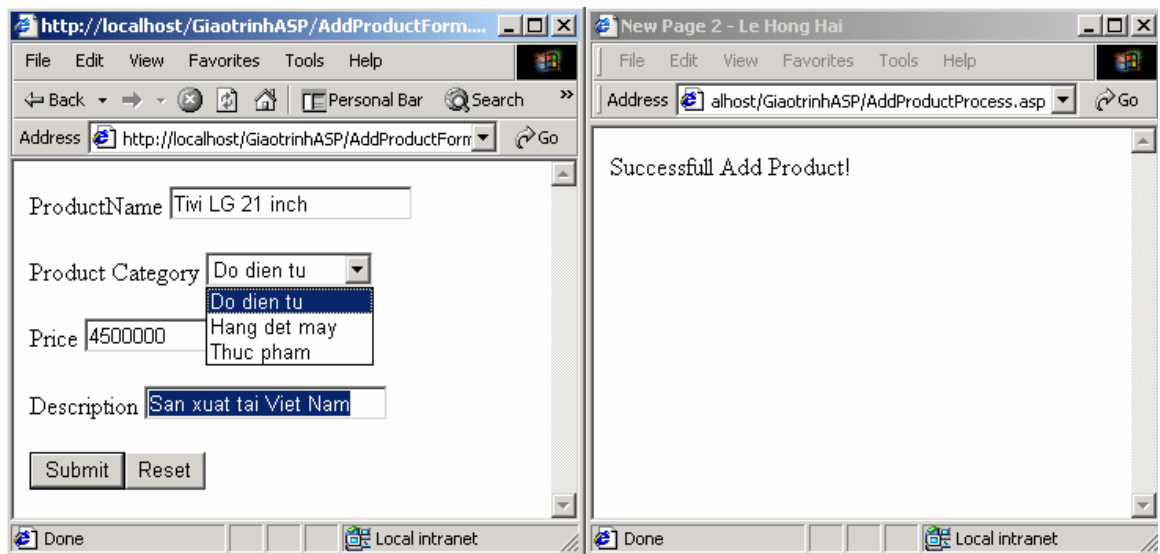 http://localhost/GiaotrinhASP/AddProductForm....
File Edit View Favorites Tools Help
Back Personal Bar Search »
Address http://localhost/GiaotrinhASP/AddProductForm Go
ProductName Tivi LG 21 inch
Product Category Do dien tu
Do dien tu
Hang det may
Thuc pham
Price 4500000
Description San xuat tai Viet Nam
Submit Reset
Done Local intranet
New Page 2 - Le Hong Hai
File Edit View Favorites Tools Help
Address alhost/GiaotrinhASP/AddProductProcess.asp Go
Successfull Add Product!
Done Local intranet